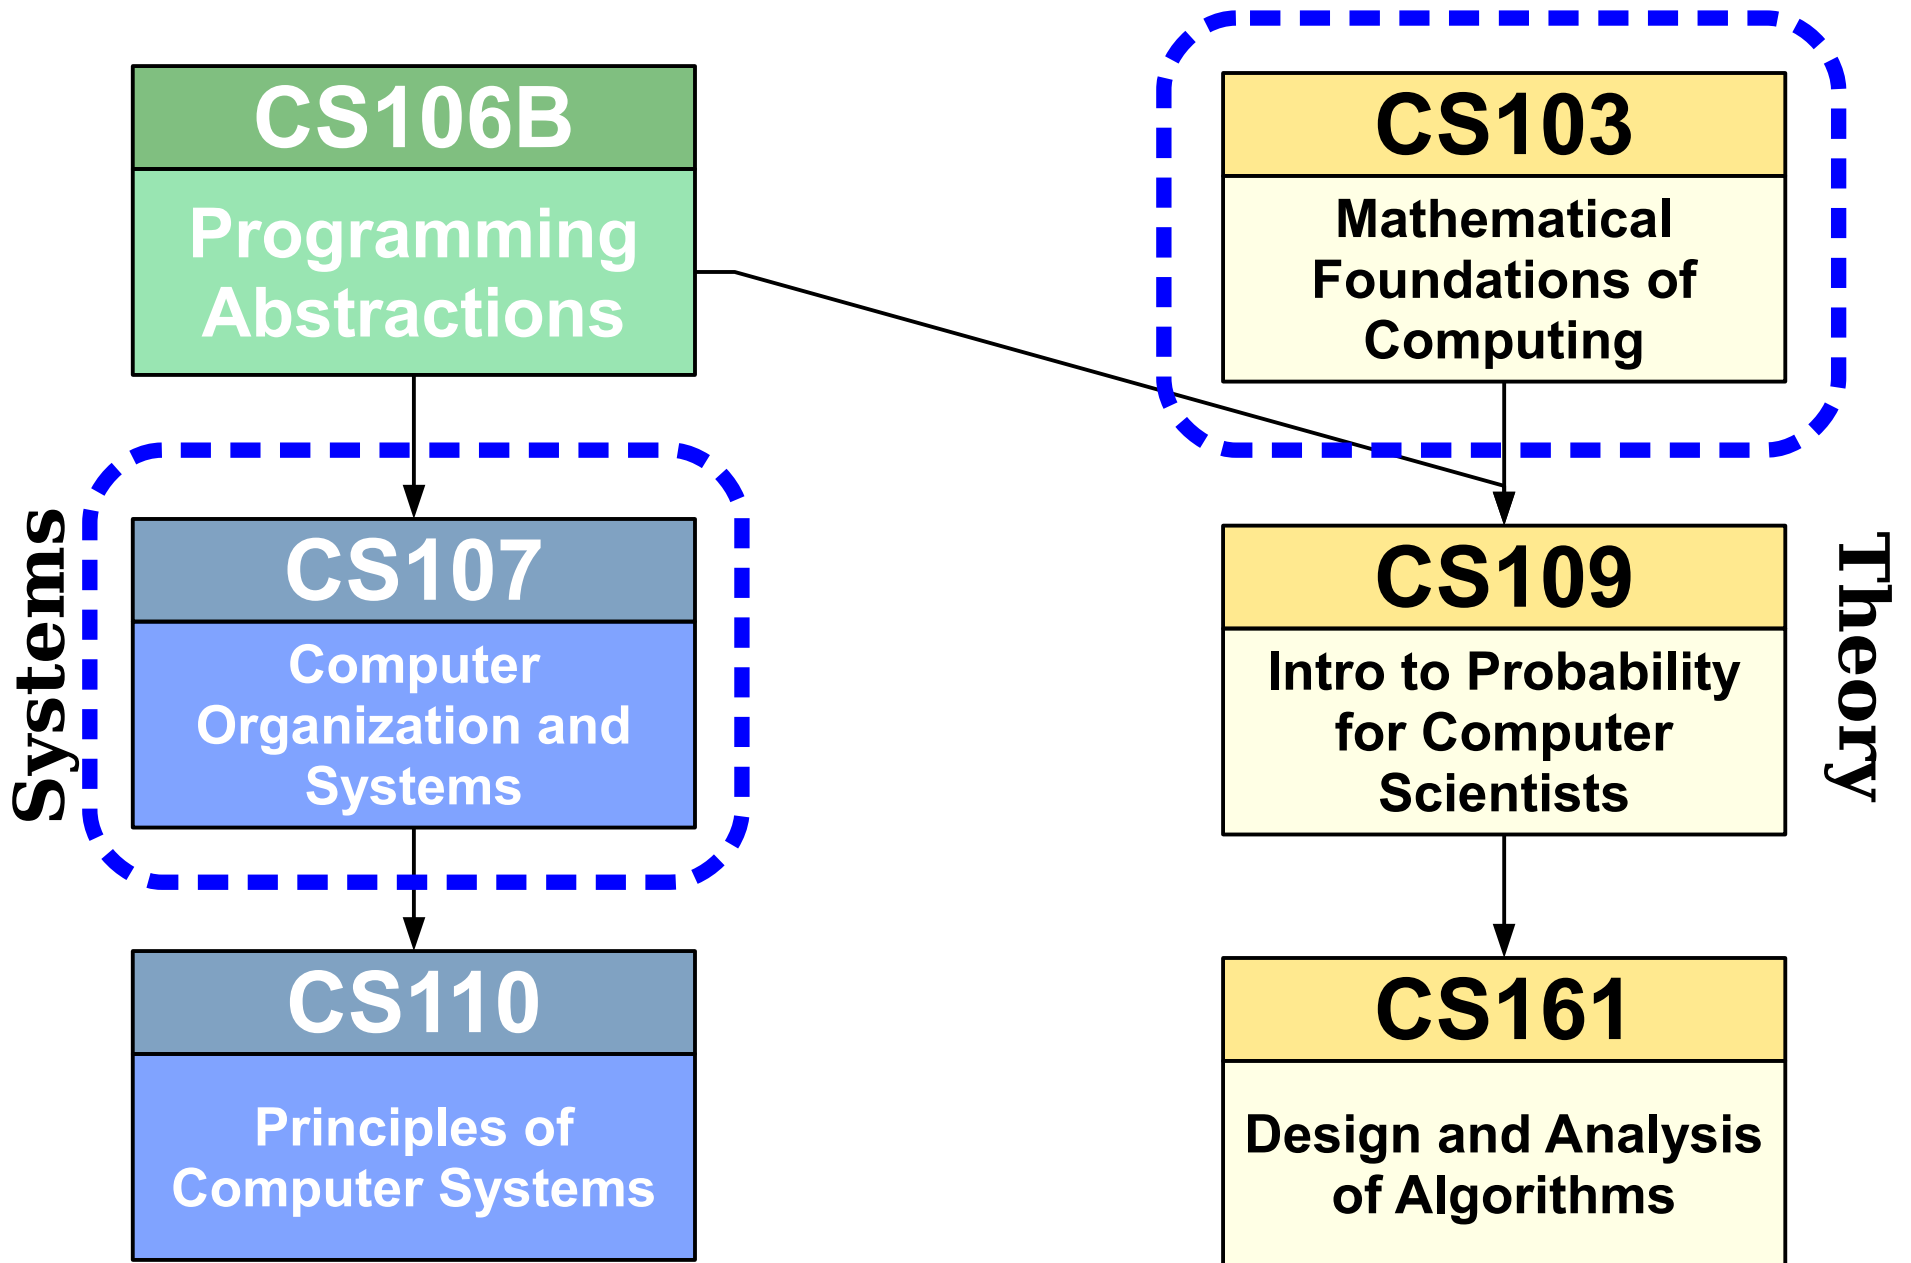 CS106B
Programming
Abstractions
CS103
Mathematical
Foundations of
Computing
Systems
CS107
Computer
Organization and
Systems
CS109
Intro to Probability
for Computer
Scientists
Theory
CS110
Principles of
Computer Systems
CS161
Design and Analysis
of Algorithms